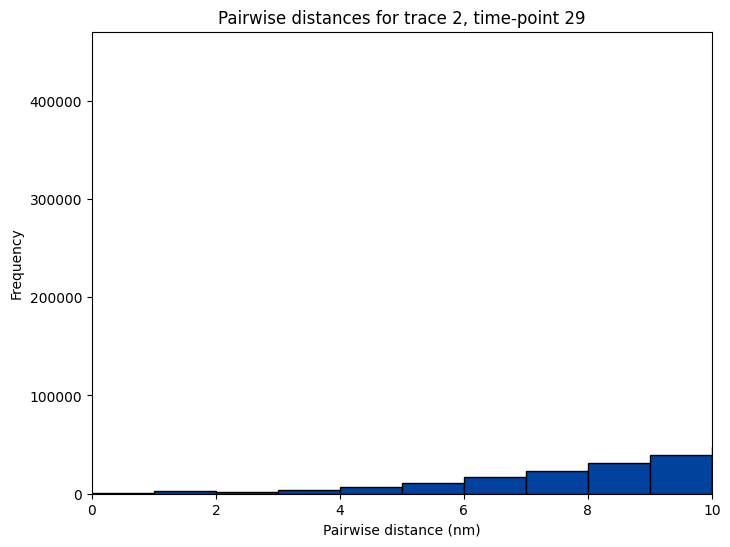 Pairwise distances for trace 2, time-point 29
400000
300000
200000
100000
0
Frequency
0 2 4 6 8 10
Pairwise distance (nm)